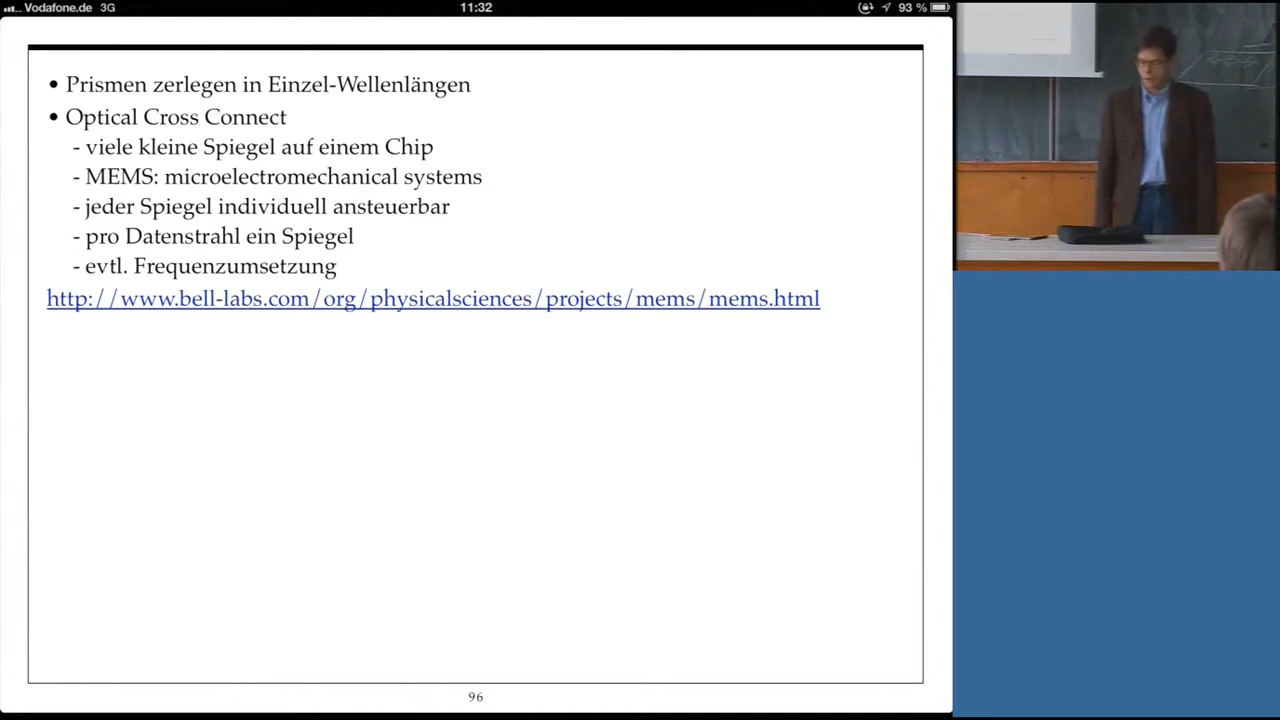 Vodafone.de 3G 11:32 93 %
• Prismen zerlegen in Einzel-Wellenlängen
• Optical Cross Connect
- viele kleine Spiegel auf einem Chip
- MEMS: microelectromechanical systems
- jeder Spiegel individuell ansteuerbar
- pro Datenstrahl ein Spiegel
- evtl. Frequenzumsetzung
http://www.bell-labs.com/org/physicalsciences/projects/mems/mems.html
96